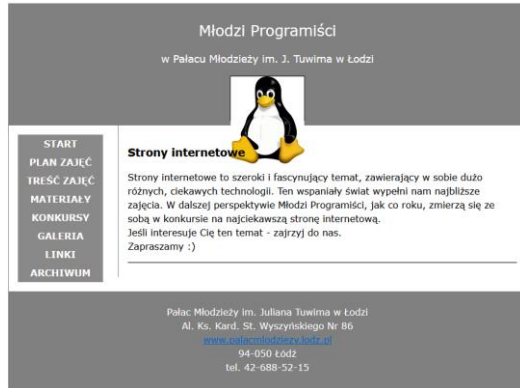 Młodzi Programiści
w Pałacu Młodzieży im. J. Tuwima w Łodzi
START
PLAN ZAJĘĆ
TREŚĆ ZAJĘĆ
MATERIAŁY
KONKURSY
GALERIA
LINKI
ARCHIWUM
Strony internetowe
Strony internetowe to szeroki i fascynujący temat, zawierający w sobie dużo
różnych, ciekawych technologii. Ten wspaniały świat wypełni nam najbliższe
zajęcia. W dalszej perspektywie Młodzi Programiści, jak co roku, zmierzą się ze
sobą w konkursie na najciekawszą stronę internetową.
Jeśli interesuje Cię ten temat - zajrzyj do nas.
Zapraszamy :)
Pałac Młodzieży im. Juliana Tuwima w Łodzi
Al. Ks. Kard. St. Wyszyńskiego Nr 86
www.palacmlodziezy.lodz.pl
94-050 Łódź
tel. 42-688-52-15